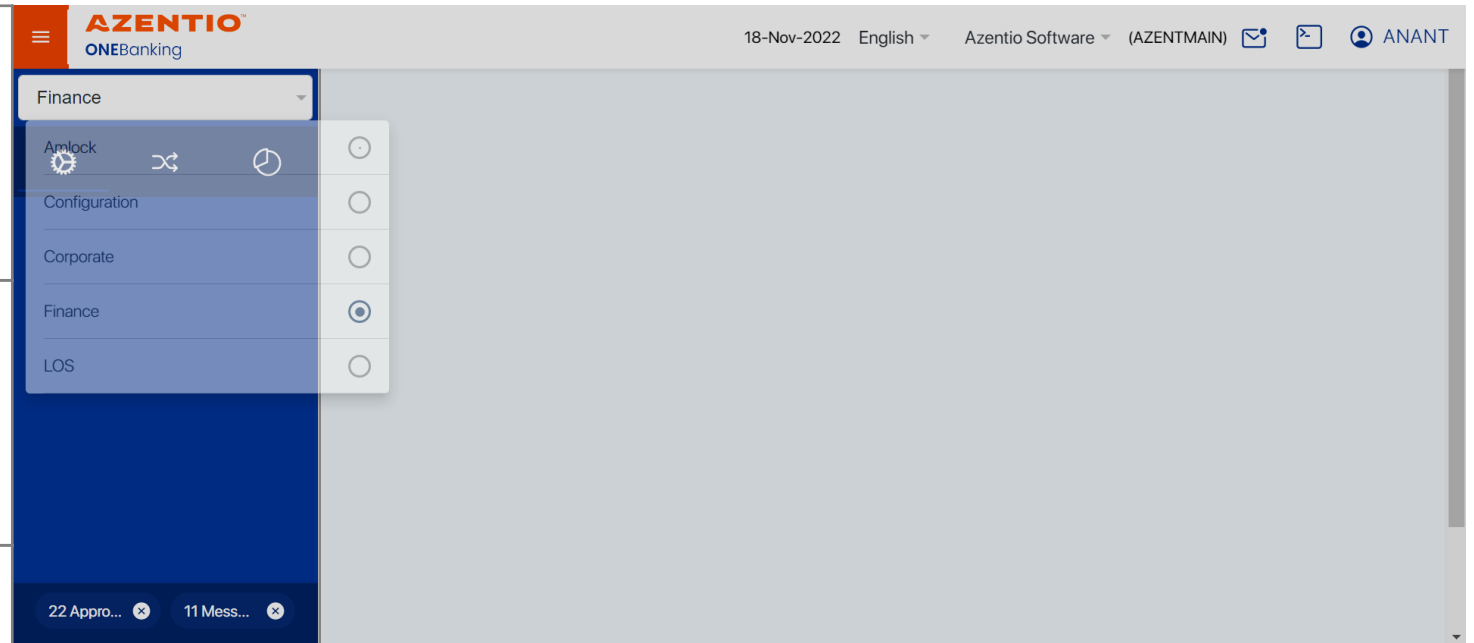 AZENTIO™
ONEBanking
18-Nov-2022 English Azentio Software (AZENTMAIN) ANANT
Finance
Amlock
Configuration
Corporate
Finance
LOS
22 Appro... 11 Mess...